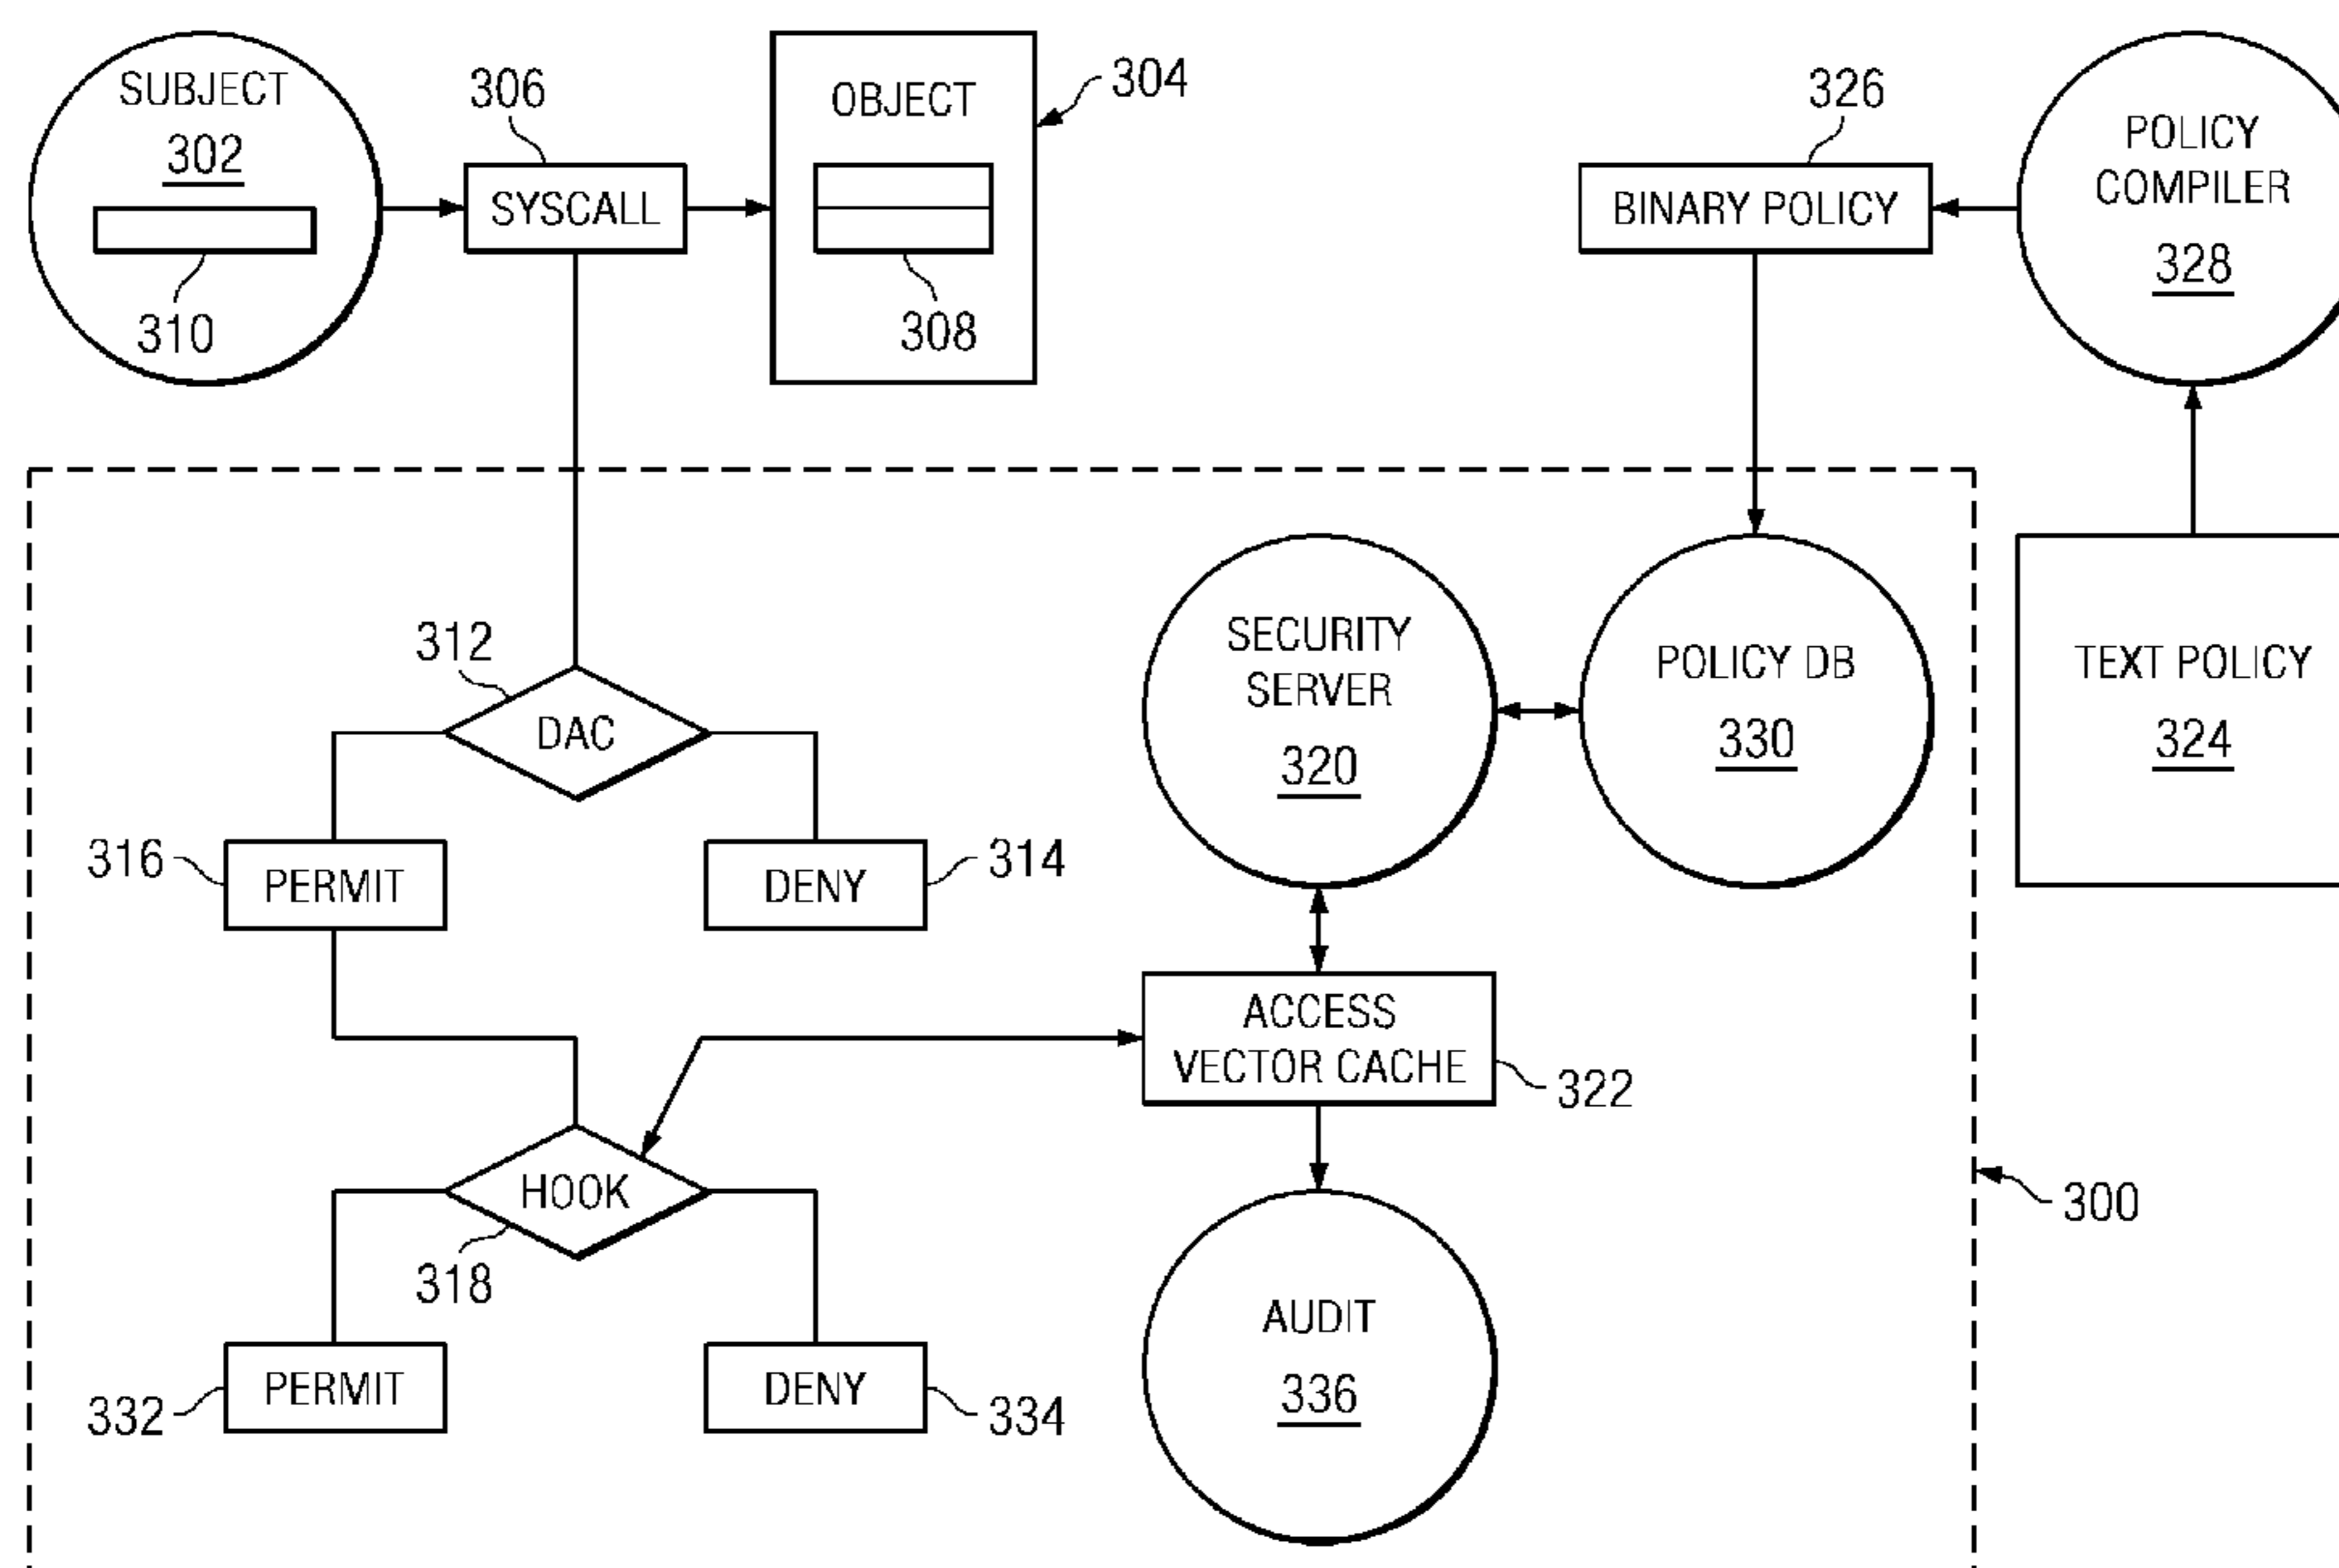 SUBJECT
302
310
306
SYSCALL
OBJECT
304
308
326
BINARY POLICY
POLICY
COMPILER
328
312
DAC
SECURITY
SERVER
320
POLICY DB
330
TEXT POLICY
324
316
PERMIT
DENY
314
ACCESS
VECTOR CACHE
322
HOOK
318
300
332
PERMIT
DENY
334
AUDIT
336